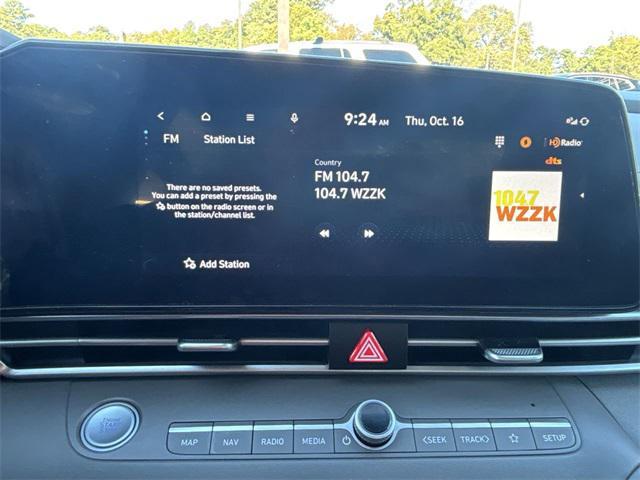 9:24 AM Thu, Oct. 16
FM Station List
HD Radio
dts
Country
FM 104.7
104.7 WZZK
1047
WZZK
There are no saved presets.
You can add a preset by pressing the
button on the radio screen or in
the station/channel list.
Add Station
MAP NAV RADIO MEDIA <SEEK TRACK> SETUP